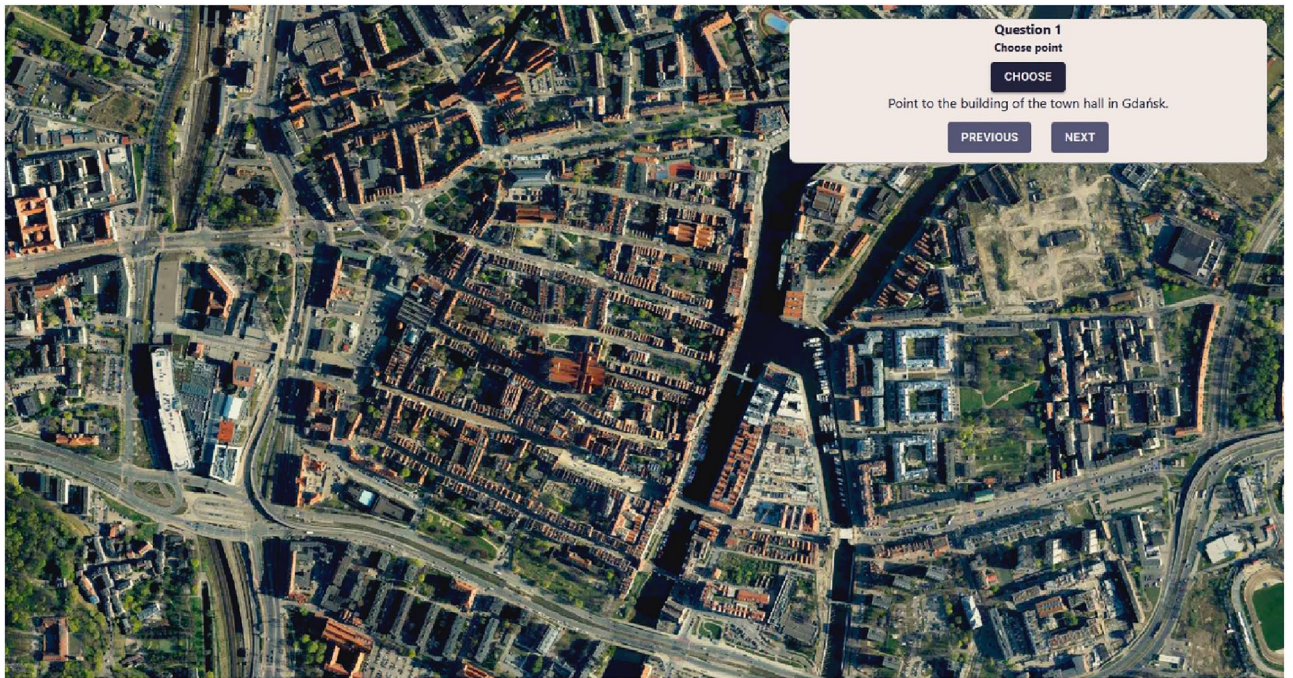 Question 1
Choose point
CHOOSE
Point to the building of the town hall in Gdańsk.
PREVIOUS NEXT